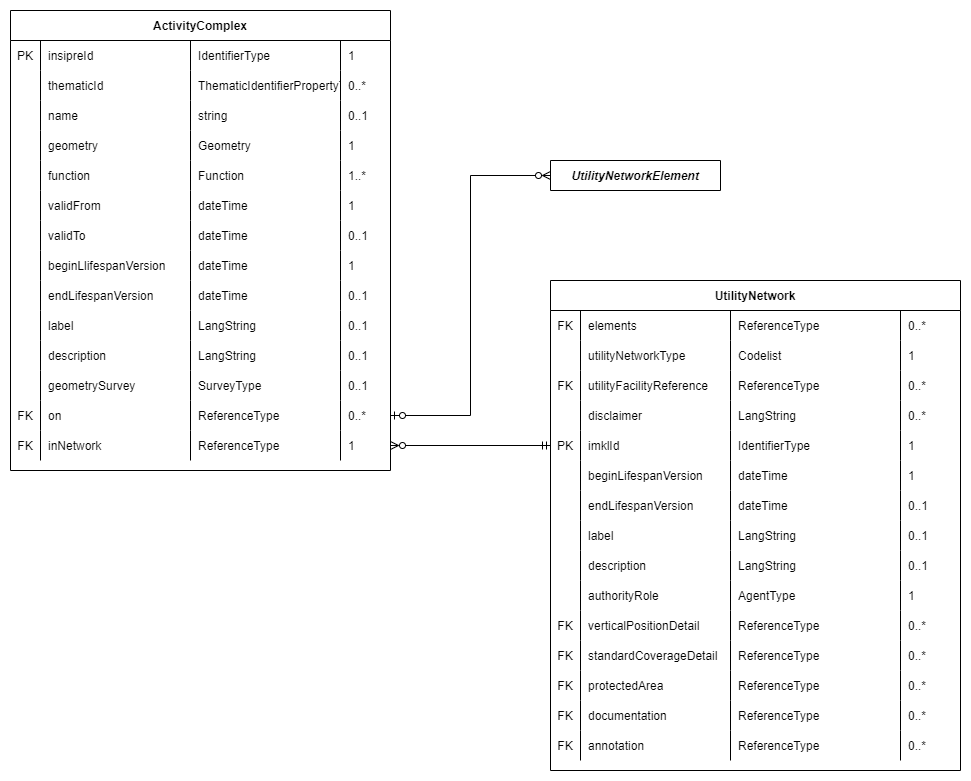 ActivityComplex
PK insipreId IdentifierType 1
thematicId ThematicIdentifierProperty 0..*
name string 0..1
geometry Geometry 1
function Function 1..*
validFrom dateTime 1
validTo dateTime 0..1
beginLlifespanVersion dateTime 1
endLifespanVersion dateTime 0..1
label LangString 0..1
description LangString 0..1
geometrySurvey SurveyType 0..1
FK on ReferenceType 0..*
FK inNetwork ReferenceType 1
UtilityNetworkElement
UtilityNetwork
FK elements ReferenceType 0..*
utilityNetworkType Codelist 1
FK utilityFacilityReference ReferenceType 0..*
disclaimer LangString 0..*
PK imklId IdentifierType 1
beginLifespanVersion dateTime 1
endLifespanVersion dateTime 0..1
label LangString 0..1
description LangString 0..1
authorityRole AgentType 1
FK verticalPositionDetail ReferenceType 0..*
FK standardCoverageDetail ReferenceType 0..*
FK protectedArea ReferenceType 0..*
FK documentation ReferenceType 0..*
FK annotation ReferenceType 0..*